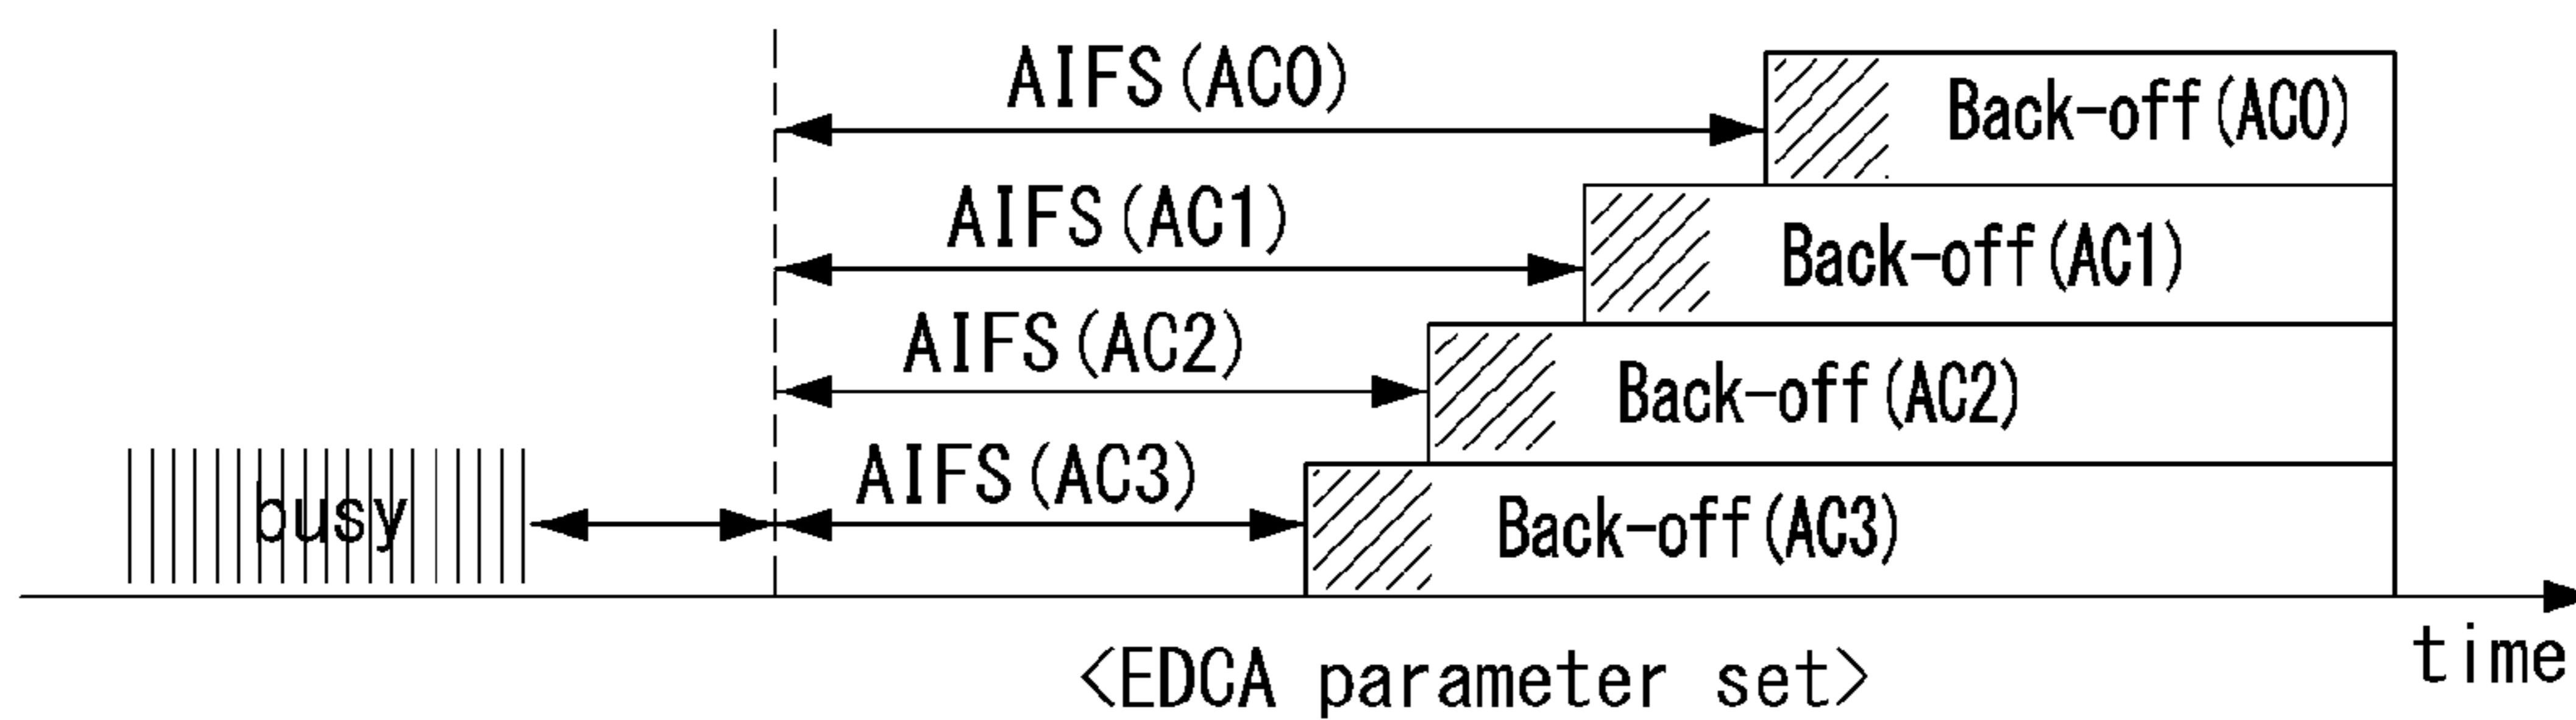 AIFS(AC0)
Back-off(AC0)
AIFS(AC1)
Back-off(AC1)
AIFS(AC2)
Back-off(AC2)
busy
AIFS(AC3)
Back-off(AC3)
time
<EDCA parameter set>